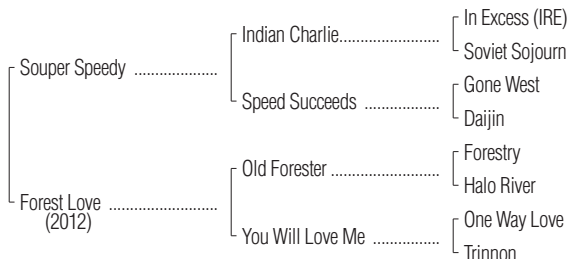 In Excess (IRE)
Indian Charlie........................
Soviet Sojourn
Souper Speedy ....................
Gone West
Speed Succeeds ..................
Daijin
Forestry
Old Forester ..........................
Halo River
Forest Love ..........................
(2012)
One Way Love
You Will Love Me ................
Trinnon